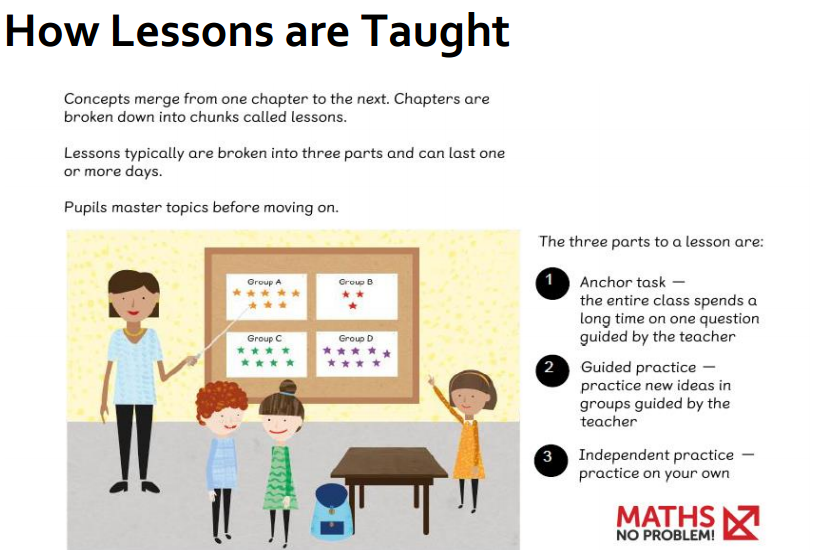 How Lessons are Taught
Concepts merge from one chapter to the next. Chapters are
broken down into chunks called lessons.
Lessons typically are broken into three parts and can last one
or more days.
Pupils master topics before moving on.
Group A
Group B
Group C
Group D
The three parts to a lesson are:
1
Anchor task —
the entire class spends a
long time on one question
guided by the teacher
2
Guided practice —
practice new ideas in
groups guided by the
teacher
3
Independent practice —
practice on your own
MATHS
NO PROBLEM!